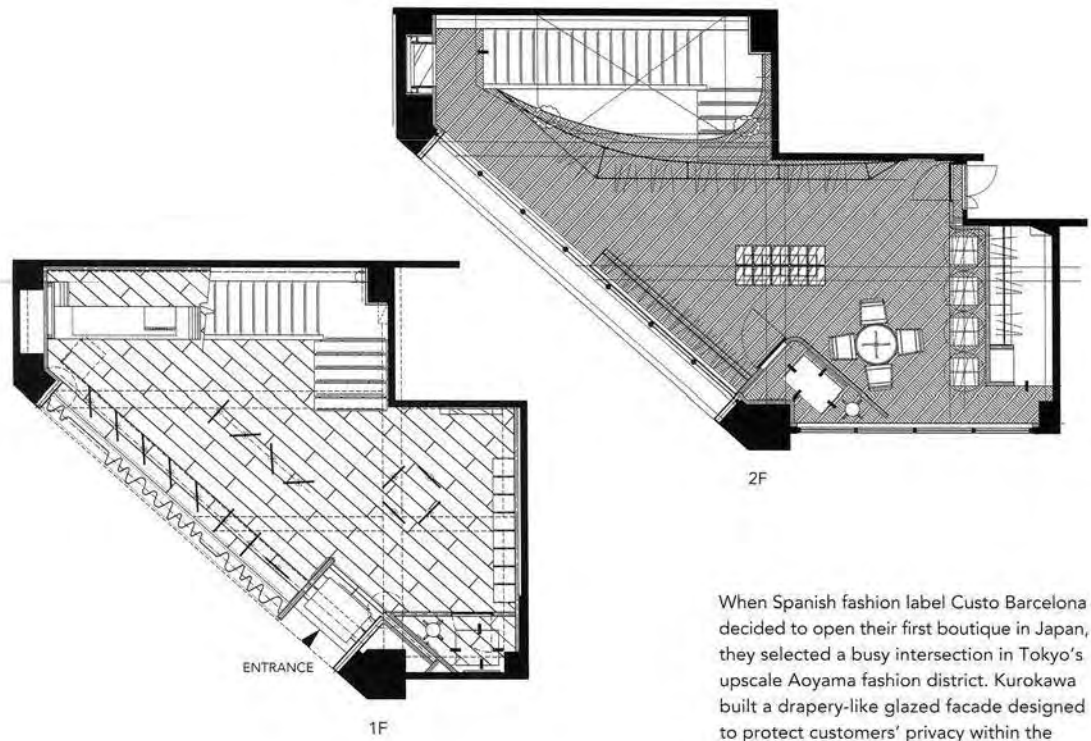 2F
ENTRANCE
1F
When Spanish fashion label Custo Barcelona
decided to open their first boutique in Japan,
they selected a busy intersection in Tokyo's
upscale Aoyama fashion district. Kurokawa
built a drapery-like glazed facade designed
to protect customers' privacy within the